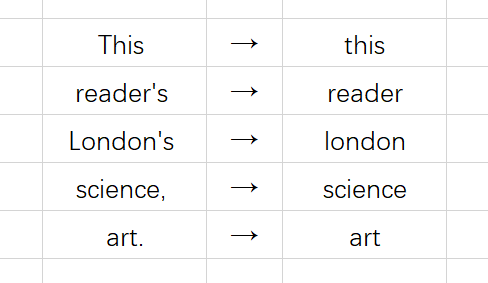 This → this
reader's → reader
London's → london
science, → science
art. → art